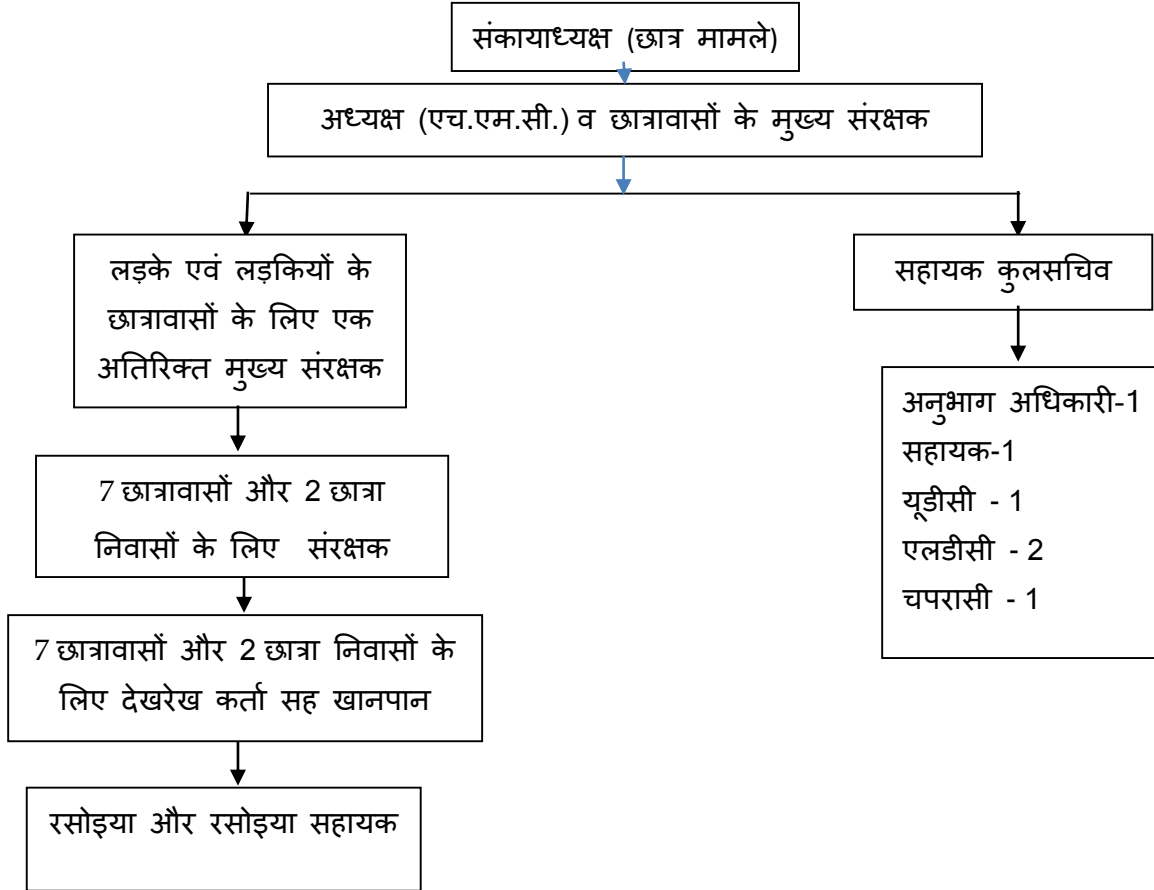 संकायाध्यक्ष (छात्र मामले)
अध्यक्ष (एच.एम.सी.) व छात्रावासों के मुख्य संरक्षक
लड़के एवं लड़कियों के
छात्रावासों के लिए एक
अतिरिक्त मुख्य संरक्षक
सहायक कुलसचिव
7 छात्रावासों और 2 छात्रा
निवासों के लिए संरक्षक
7 छात्रावासों और 2 छात्रा निवासों के
लिए देखरेख कर्ता सह खानपान
रसोइया और रसोइया सहायक
अनुभाग अधिकारी-1
सहायक-1
यूडीसी - 1
एलडीसी - 2
चपरासी - 1